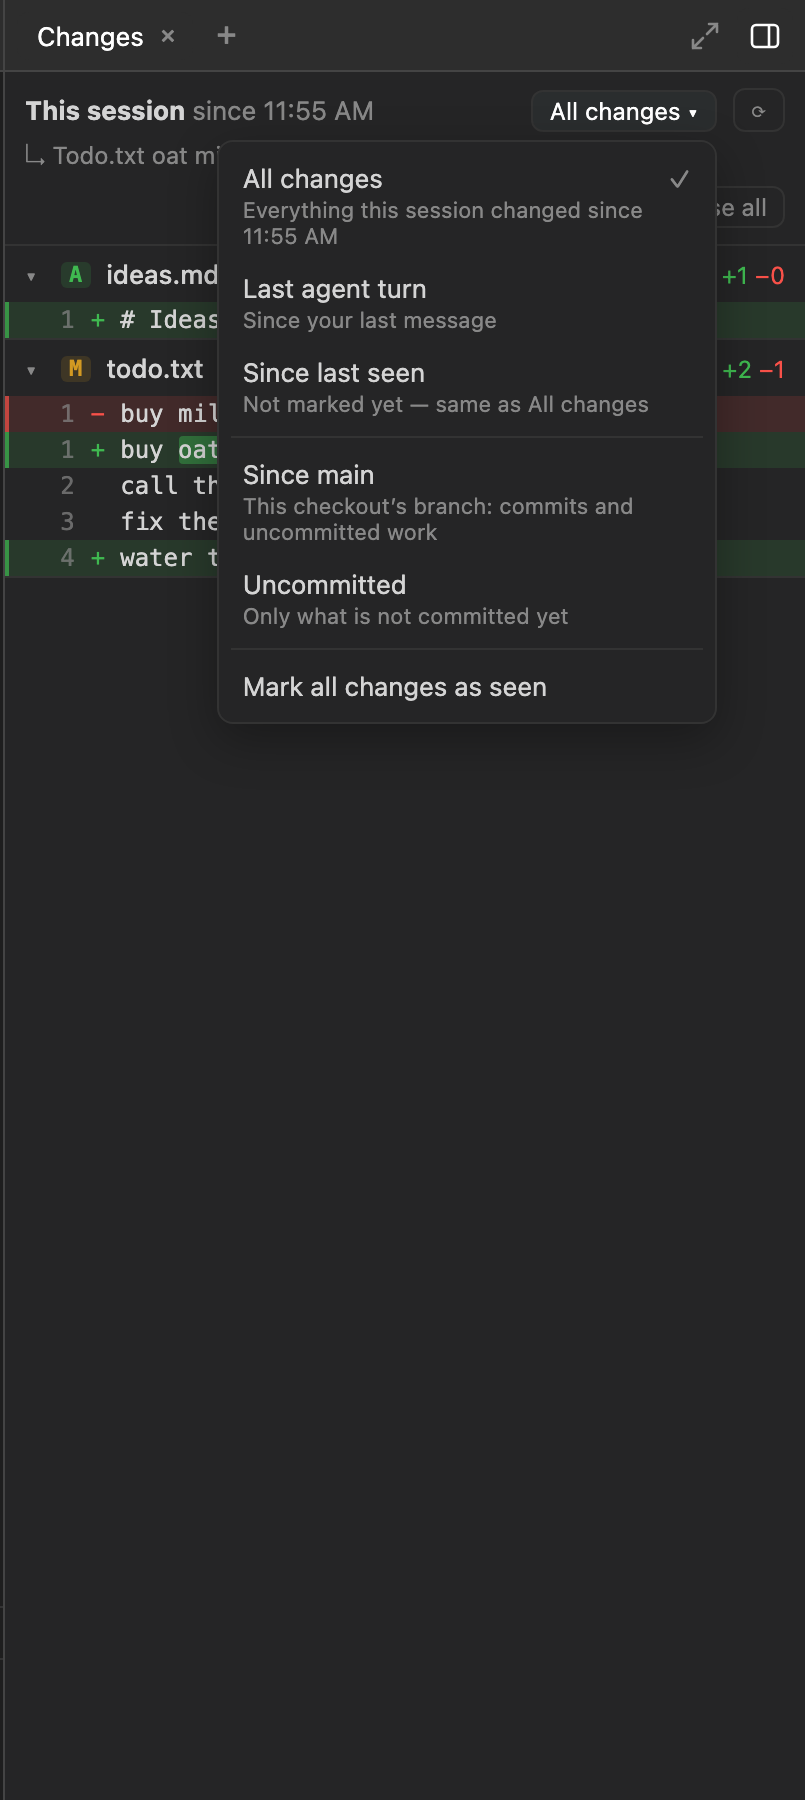 Changes × +
This session since 11:55 AM All changes ▾ ⟳
Todo.txt oat
All changes ✓
Everything this session changed since
11:55 AM
all
Last agent turn
Since your last message
Since last seen
Not marked yet — same as All changes
Since main
This checkout’s branch: commits and
uncommitted work
Uncommitted
Only what is not committed yet
Mark all changes as seen
▾ A ideas.md +1 −0
1 + # Ideas
▾ M todo.txt +2 −1
1 − buy
1 + buy oat
2 call
3 fix the
4 + water